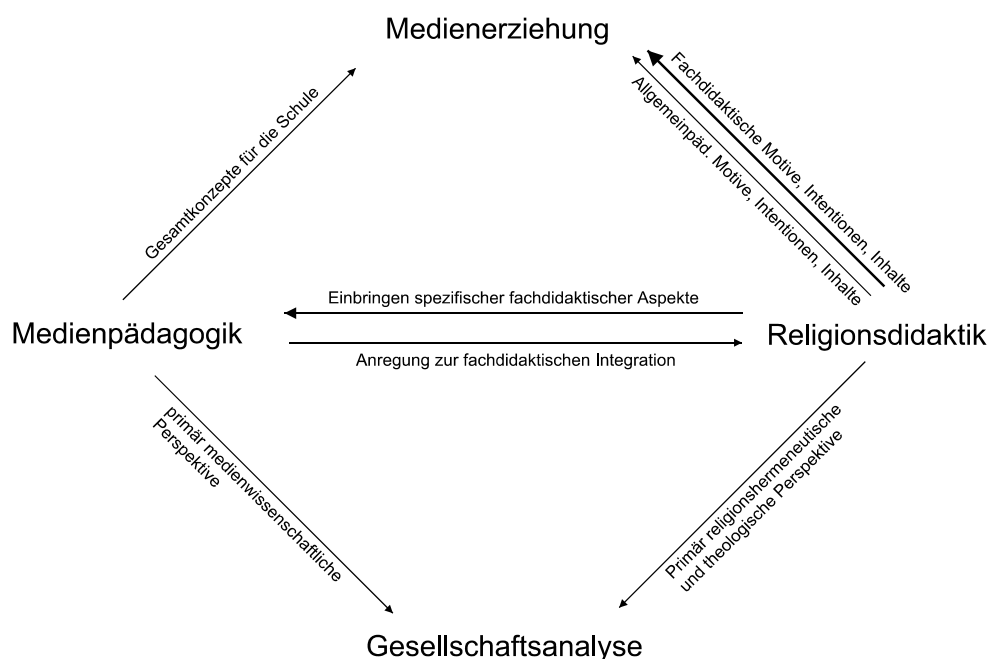 Medienerziehung
Gesamtkonzepte für die Schule
Fachdidaktische Motive, Intentionen, Inhalte
Allgemeinpäd. Motive, Intentionen, Inhalte
Einbringen spezifischer fachdidaktischer Aspekte
Medienpädagogik
Religionsdidaktik
Anregung zur fachdidaktischen Integration
primär medienwissenschaftliche
Perspektive
Primär religionshermeneutische
und theologische Perspektive
Gesellschaftsanalyse